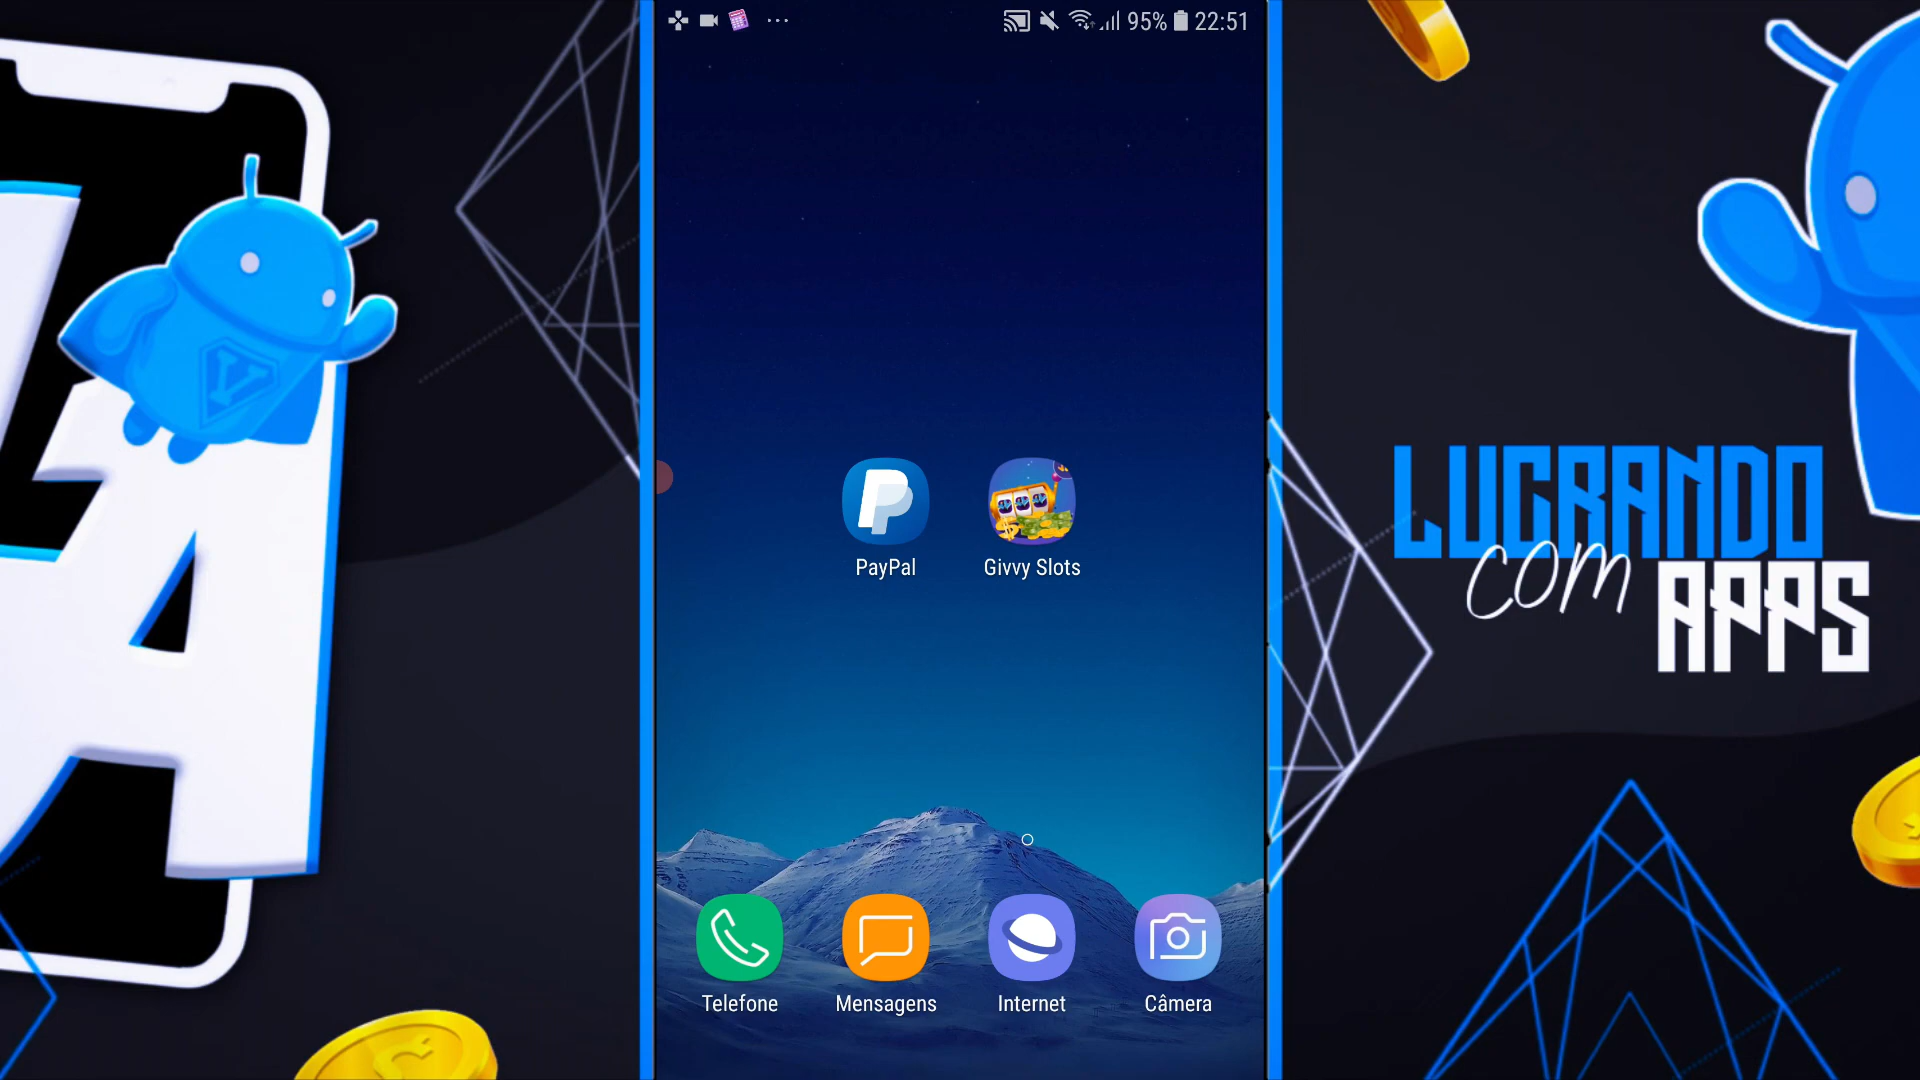 95% 22:51
PayPal
Givvy Slots
Telefone
Mensagens
Internet
Câmera
LUCRANDO
com
APPS
V
A